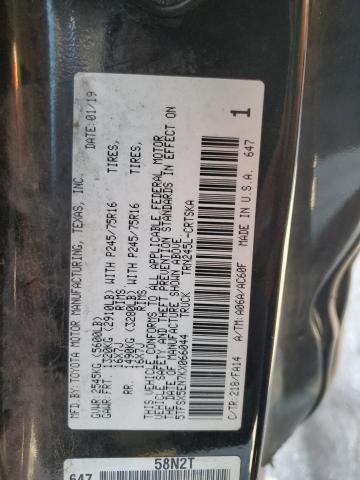 MFD. BY: TOYOTA MOTOR MANUFACTURING, TEXAS, INC.
DATE: 01/19
GVWR: 2545KG (5600LB)
GAWR: FRT. 1320KG (2910LB) WITH P245/75R16 TIRES,
16X7J RIMS
RR. 1490KG (3280LB) WITH P245/75R16 TIRES,
16X7J RIMS
THIS VEHICLE CONFORMS TO ALL APPLICABLE FEDERAL MOTOR
VEHICLE SAFETY AND THEFT PREVENTION STANDARDS IN EFFECT
ON THE DATE OF MANUFACTURE SHOWN ABOVE.
5TFSX5EN7KX066044 TRUCK
TRN245L-CRTSKA
1
C/TR: 218/FA14 A/TM: A06A/AC60F MADE IN U.S.A. 647
58N2T
647